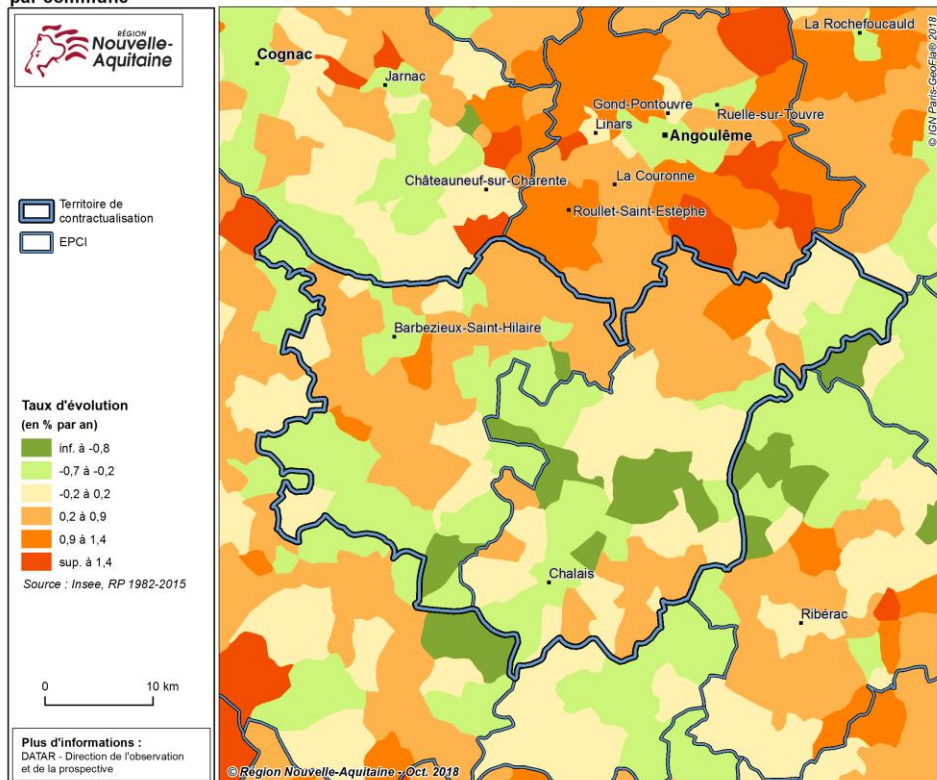 par commune
RÉGION
Nouvelle-
Aquitaine
Territoire de
contractualisation
EPCI
Taux d'évolution
(en % par an)
inf. à -0,8
-0,7 à -0,2
-0,2 à 0,2
0,2 à 0,9
0,9 à 1,4
sup. à 1,4
Source : Insee, RP 1982-2015
0 10 km
Plus d'informations :
DATAR - Direction de l'observation
et de la prospective
La Rochefoucauld
Cognac
Jarnac
Gond-Pontouvre
Ruelle-sur-Touvre
Linars
Angoulême
Châteauneuf-sur-Charente
La Couronne
Roullet-Saint-Estèphe
Barbezieux-Saint-Hilaire
Chalais
Ribérac
© Région Nouvelle-Aquitaine - Oct. 2018
© IGN Paris-GeoFla® 2018